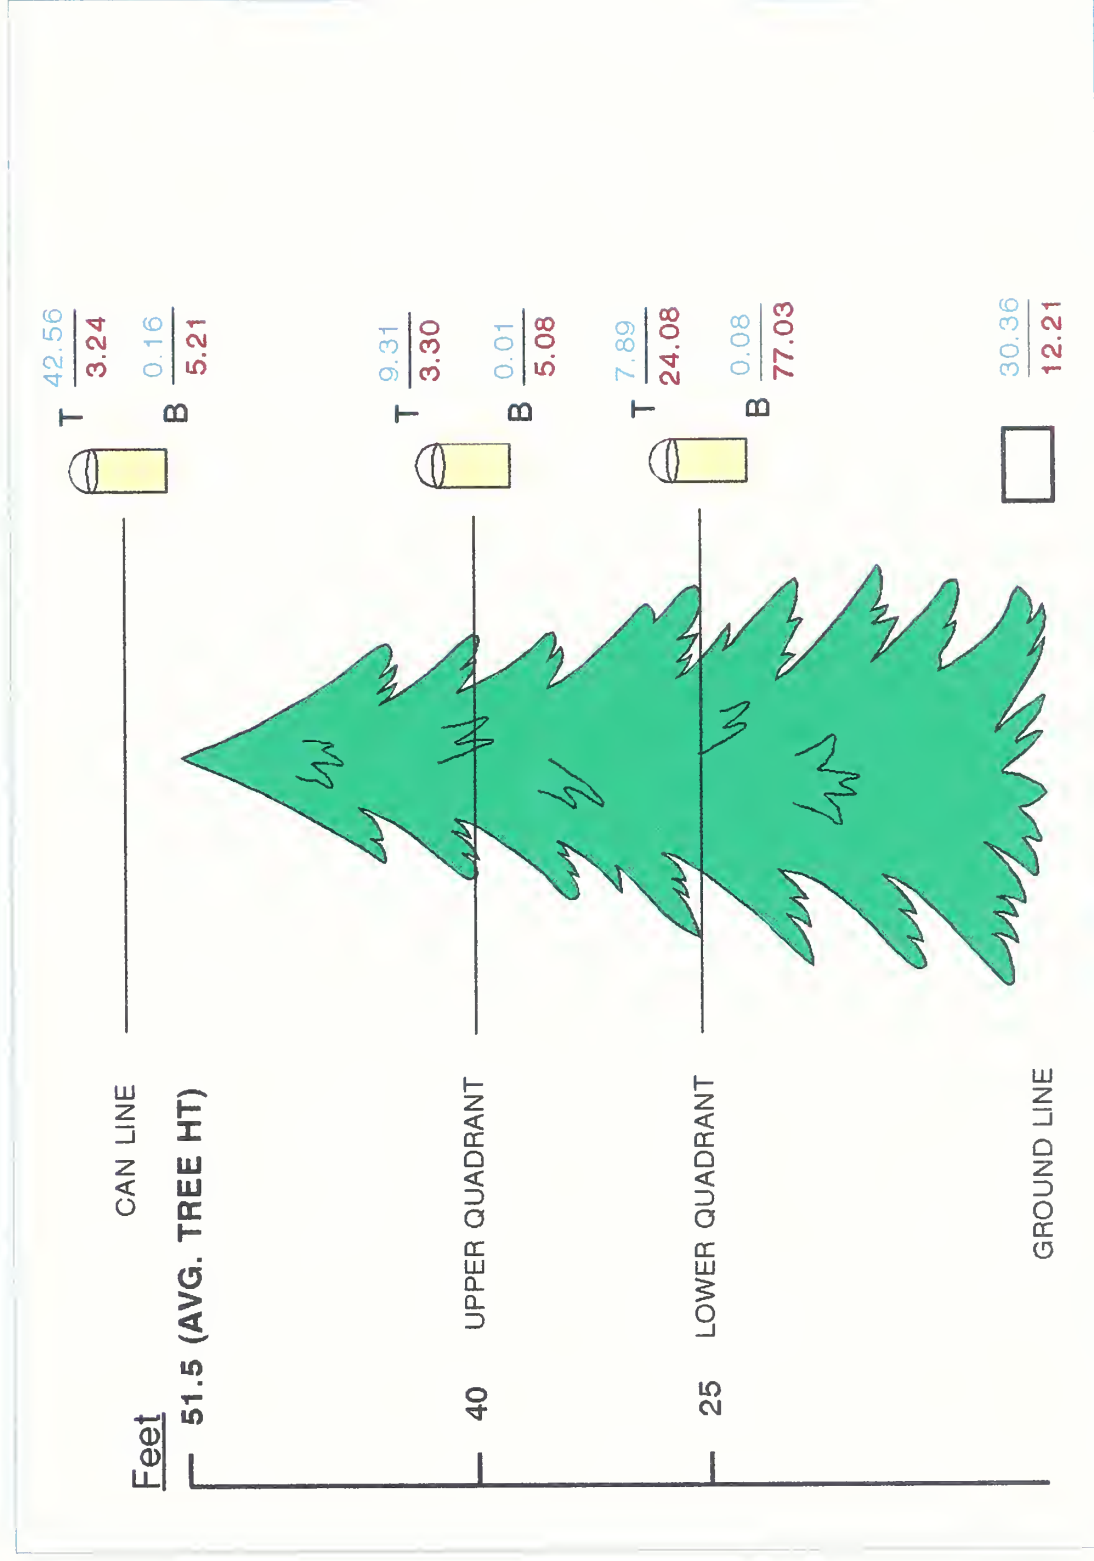 Feet
51.5 (AVG. TREE HT)
40
25
CAN LINE
UPPER QUADRANT
LOWER QUADRANT
GROUND LINE
T
42.56
3.24
B
0.16
5.21
T
9.31
3.30
B
0.01
5.08
T
7.89
24.08
B
0.08
77.03
30.36
12.21